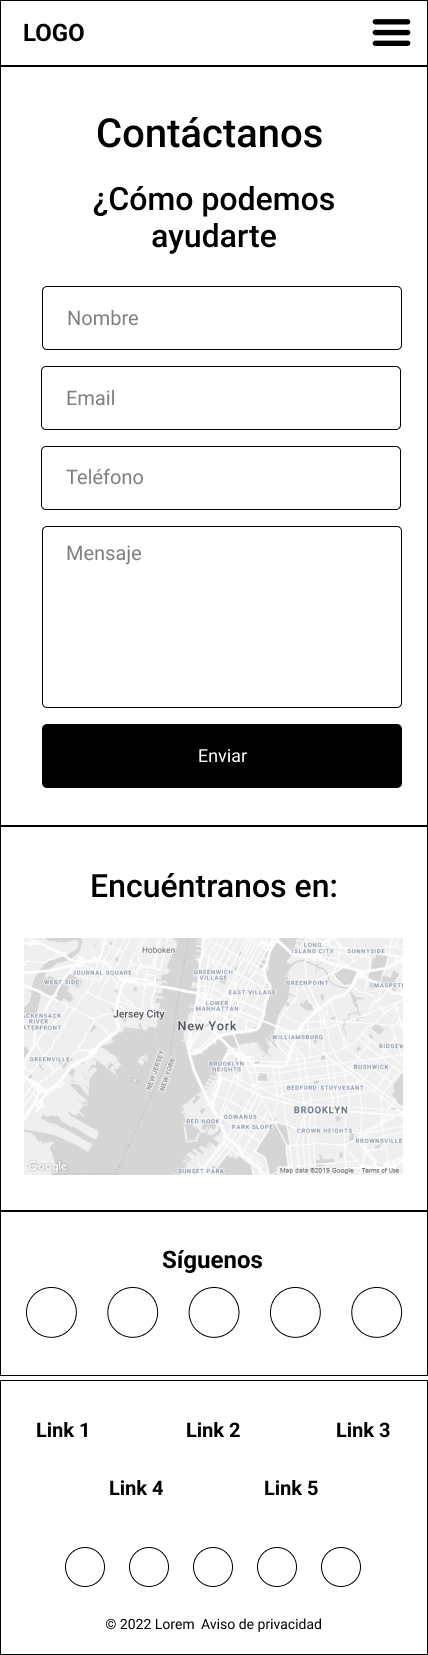 LOGO
Contáctanos
¿Cómo podemos
ayudarte
Nombre
Email
Teléfono
Mensaje
Enviar
Encuéntranos en:
Hoboken
LONG
ISLAND CITY
SUNNYSIDE
JOURNAL SQUARE
GREENWICH
VILLAGE
WEST SIDE
GREENPOINT
MASPETH
EAST VILLAGE
LOWER
MANHATTAN
ACKENSACK
RIVER
ATERFRONT
Jersey City
New York
WILLIAMSBURG
RIDGEW
GREENVILLE
BROOKLYN
HEIGHTS
BUSHWICK
NEW JERSEY
NEW YORK
BEDFORD-STUYVESANT
RED HOOK
GOWANUS
BROOKLYN
PARK SLOPE
CROWN HEIGHTS
BROWNSVILLE
Google
SUNSET PARK
Map data ©2019 Google
Terms of Use
Síguenos
Link 1 Link 2 Link 3
Link 4 Link 5
© 2022 Lorem Aviso de privacidad